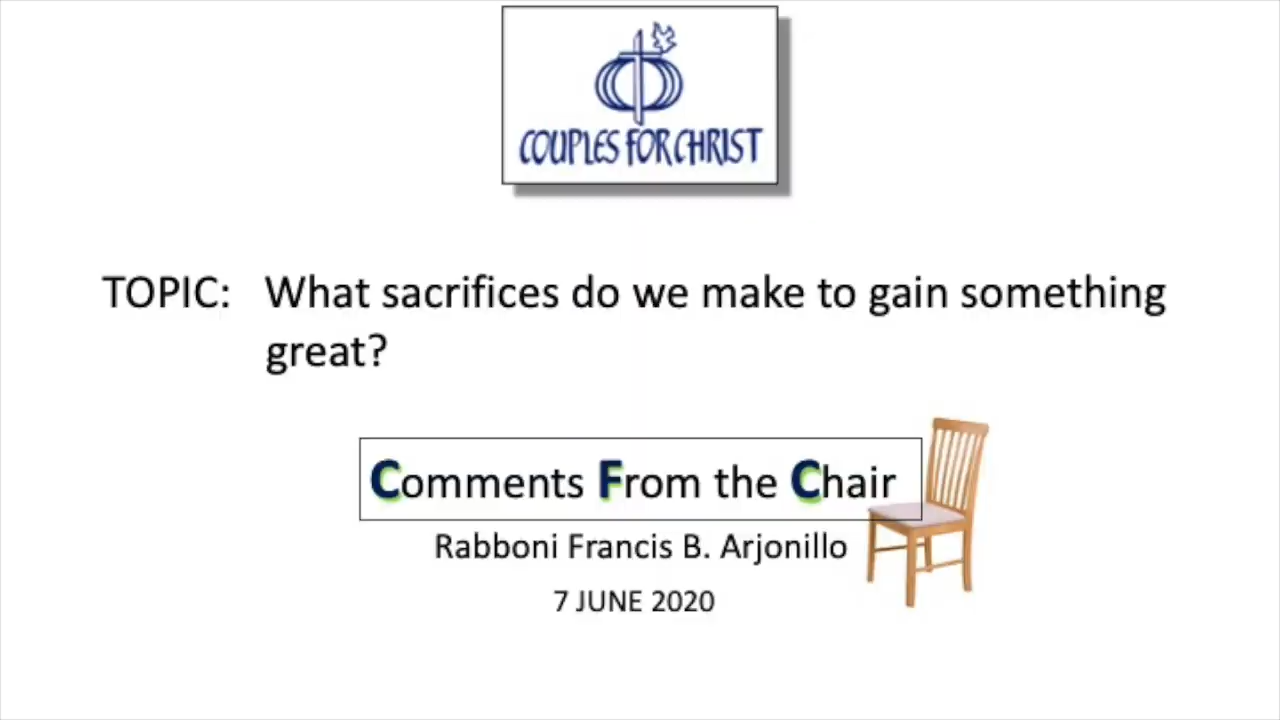 COUPLES FOR CHRIST
TOPIC: What sacrifices do we make to gain something
great?
Comments From the Chair
Rabboni Francis B. Arjonillo
7 JUNE 2020